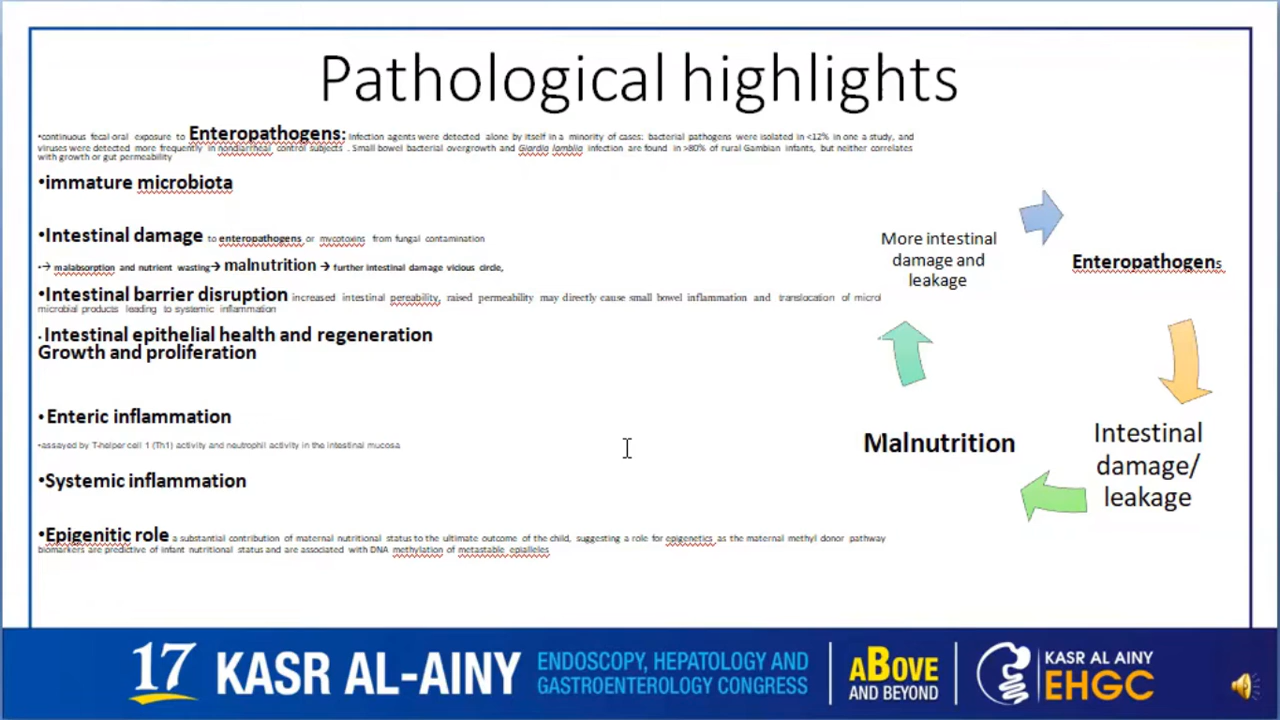 Pathological highlights
•continuous fecal-oral exposure to Enteropathogens: Infection agents were detected alone by itself in a minority of cases: bacterial pathogens were isolated in <12% in one a study, and
viruses were detected more frequently in nondiarrheal control subjects . Small bowel bacterial overgrowth and Giardia lamblia infection are found in >80% of rural Gambian infants, but neither correlates
with growth or gut permeability
•immature microbiota
•Intestinal damage to enteropathogens or mycotoxins from fungal contamination
•→ malabsorption and nutrient wasting→ malnutrition → further intestinal damage vicious circle,
•Intestinal barrier disruption increased intestinal pereability, raised permeability may directly cause small bowel inflammation and translocation of microl
microbial products leading to systemic inflammation
• Intestinal epithelial health and regeneration
Growth and proliferation
• Enteric inflammation
•assayed by T-helper cell 1 (Th1) activity and neutrophil activity in the intestinal mucosa
•Systemic inflammation
•Epigenitic role a substantial contribution of maternal nutritional status to the ultimate outcome of the child, suggesting a role for epigenetics as the maternal methyl donor pathway
biomarkers are predictive of infant nutritional status and are associated with DNA methylation of metastable epialleles
More intestinal
damage and
leakage
Enteropathogens
Intestinal
damage/
leakage
Malnutrition
17 KASR AL-AINY
ENDOSCOPY, HEPATOLOGY AND
GASTROENTEROLOGY CONGRESS
ABOVE
AND BEYOND
KASR AL AINY
EHGC